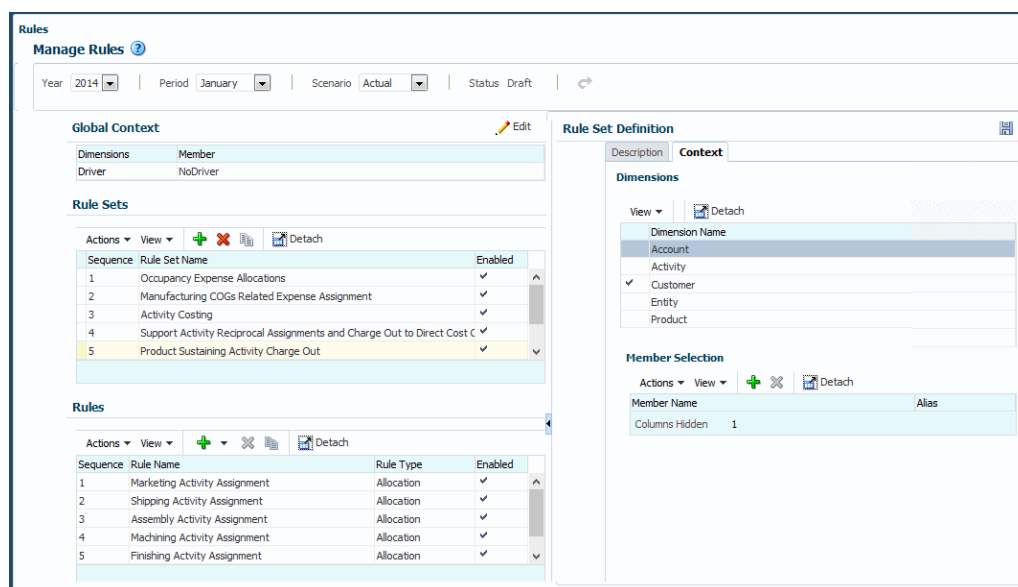 Rules
Manage Rules ?
Year 2014 Period January Scenario Actual Status Draft
Global Context Edit
Dimensions Member
Driver NoDriver
Rule Sets
Actions View Detach
Sequence Rule Set Name Enabled
1 Occupancy Expense Allocations
2 Manufacturing COGs Related Expense Assignment
3 Activity Costing
4 Support Activity Reciprocal Assignments and Charge Out to Direct Cost C
5 Product Sustaining Activity Charge Out
Rules
Actions View Detach
Sequence Rule Name Rule Type Enabled
1 Marketing Activity Assignment Allocation
2 Shipping Activity Assignment Allocation
3 Assembly Activity Assignment Allocation
4 Machining Activity Assignment Allocation
5 Finishing Actvity Assignment Allocation
Rule Set Definition
Description Context
Dimensions
View Detach
Dimension Name
Account
Activity
Customer
Entity
Product
Member Selection
Actions View Detach
Member Name Alias
Columns Hidden 1